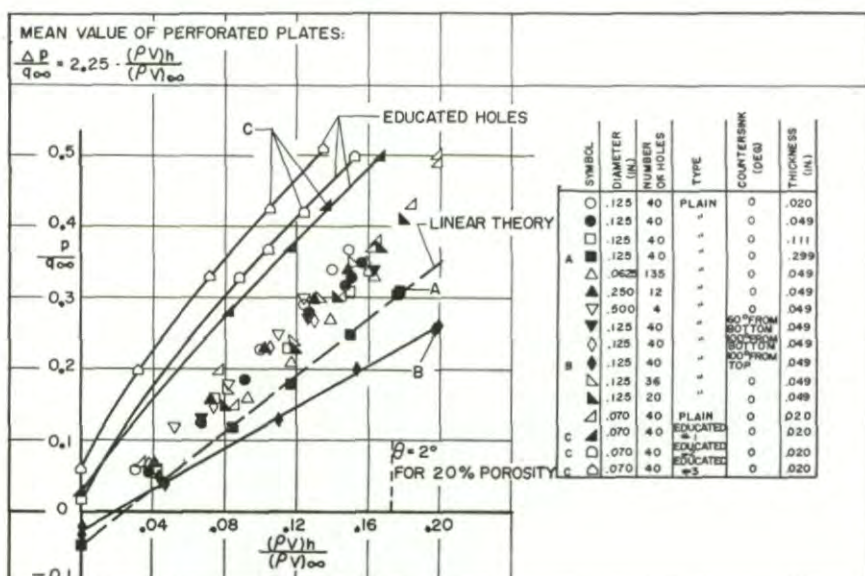 MEAN VALUE OF PERFORATED PLATES:
Δ P / q∞ = 2.25 · (ρV)h / (ρV)∞
C
EDUCATED HOLES
LINEAR THEORY
A
B
θ = 2°
FOR 20% POROSITY
0.5
0.4
P / q∞
0.3
0.2
0.1
0
-0.1
.04 .08 .12 .16 .20
(ρV)h / (ρV)∞
SYMBOL DIAMETER (IN.) NUMBER OF HOLES TYPE COUNTERSINK (DEG) THICKNESS (IN.)
○ .125 40 PLAIN 0 .020
● .125 40 " 0 .049
□ .125 40 " 0 .111
A ■ .125 40 " 0 .299
△ .0625 135 " 0 .049
▲ .250 12 " 0 .049
▽ .500 4 " 0 .049
▼ .125 40 " 60° FROM BOTTOM .049
◇ .125 40 " 100° FROM BOTTOM .049
B ♦ .125 40 " 100° FROM TOP .049
.125 36 " 0 .049
.125 20 " 0 .049
.070 40 PLAIN 0 .020
C .070 40 EDUCATED 0 .020
C .070 40 EDUCATED 0 .020
C .070 40 EDUCATED #3 0 .020